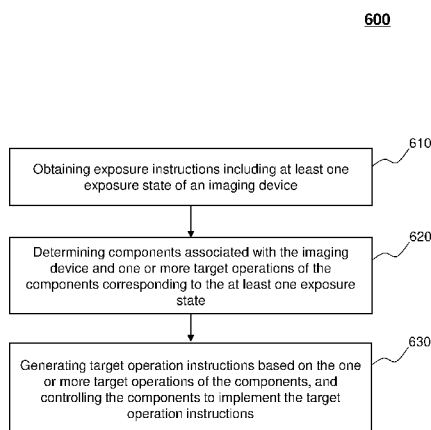 600
610
Obtaining exposure instructions including at least one
exposure state of an imaging device
620
Determining components associated with the imaging
device and one or more target operations of the
components corresponding to the at least one exposure
state
630
Generating target operation instructions based on the one
or more target operations of the components, and
controlling the components to implement the target
operation instructions